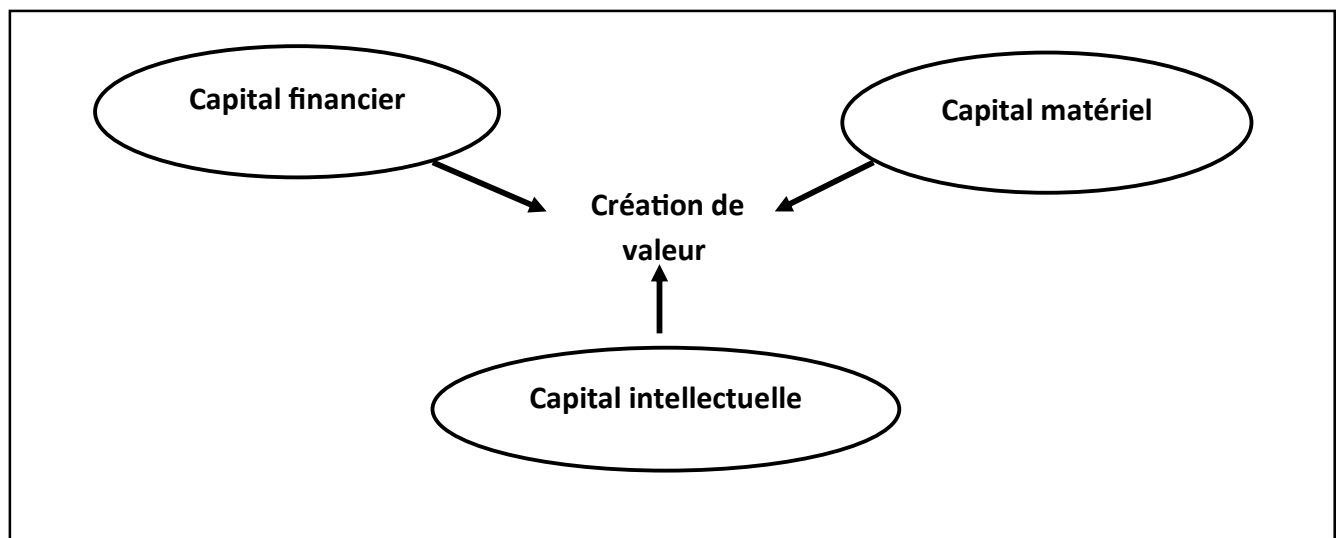 Capital financier
Capital matériel
Création de
valeur
Capital intellectuelle